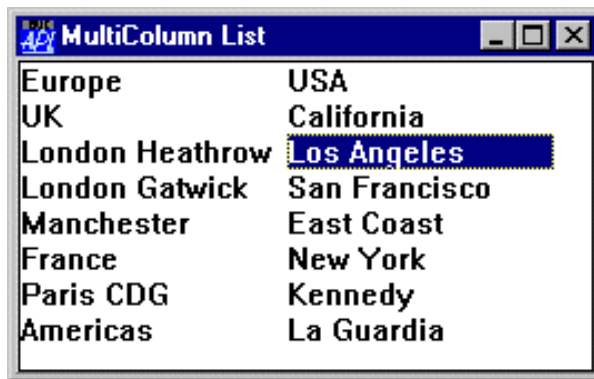 MultiColumn List
Europe
UK
London Heathrow
London Gatwick
Manchester
France
Paris CDG
Americas
USA
California
Los Angeles
San Francisco
East Coast
New York
Kennedy
La Guardia